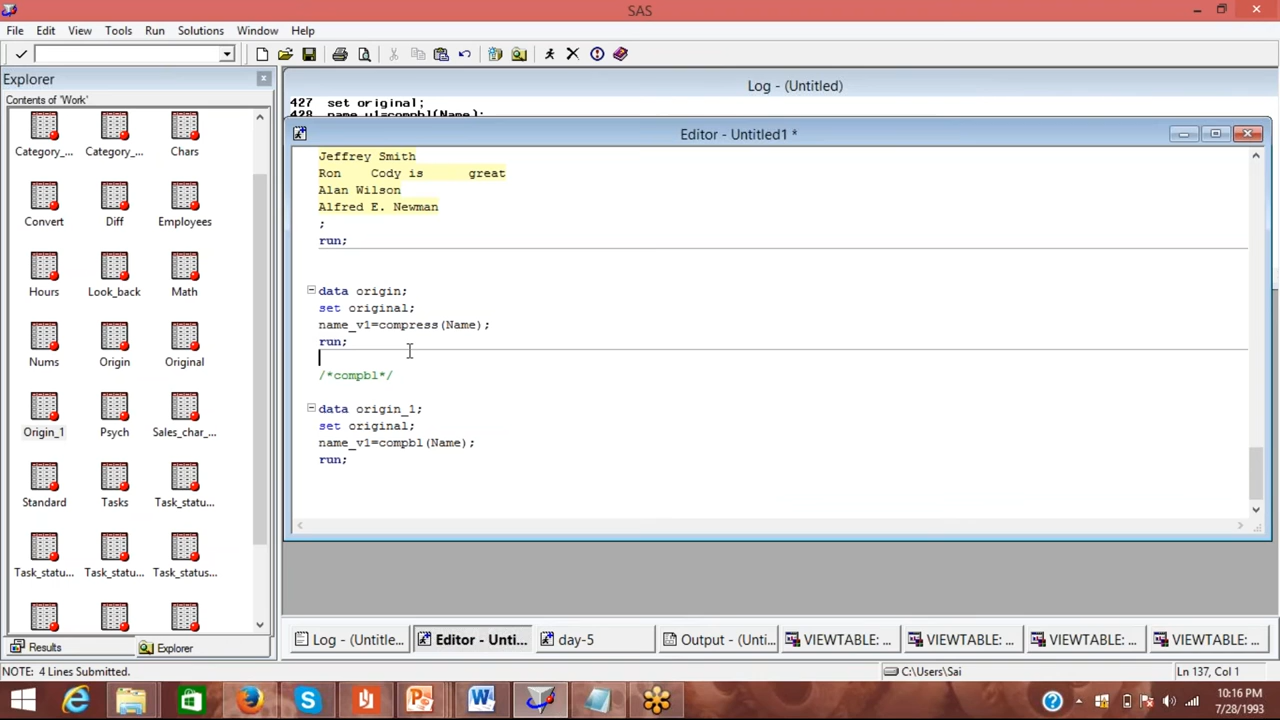 SAS
File Edit View Tools Run Solutions Window Help
Explorer
Contents of 'Work'
Category_... Category_... Chars
Convert Diff Employees
Hours Look_back Math
Nums Origin Original
Origin_1 Psych Sales_char_...
Standard Tasks Task_statu...
Task_statu... Task_statu... Task_status...
Results Explorer
Log - (Untitled)
427 set original;
428 name_v1=compbl(Name);
Editor - Untitled1 *
Jeffrey Smith
Ron Cody is great
Alan Wilson
Alfred E. Newman
;
run;
data origin;
set original;
name_v1=compress(Name);
run;
/*compbl*/
data origin_1;
set original;
name_v1=compbl(Name);
run;
Log - (Untitle... Editor - Unti... day-5 Output - (Unti... VIEWTABLE: ... VIEWTABLE: ... VIEWTABLE: ... VIEWTABLE: ...
NOTE: 4 Lines Submitted. C:\Users\Sai Ln 137, Col 1
10:16 PM
7/28/1993